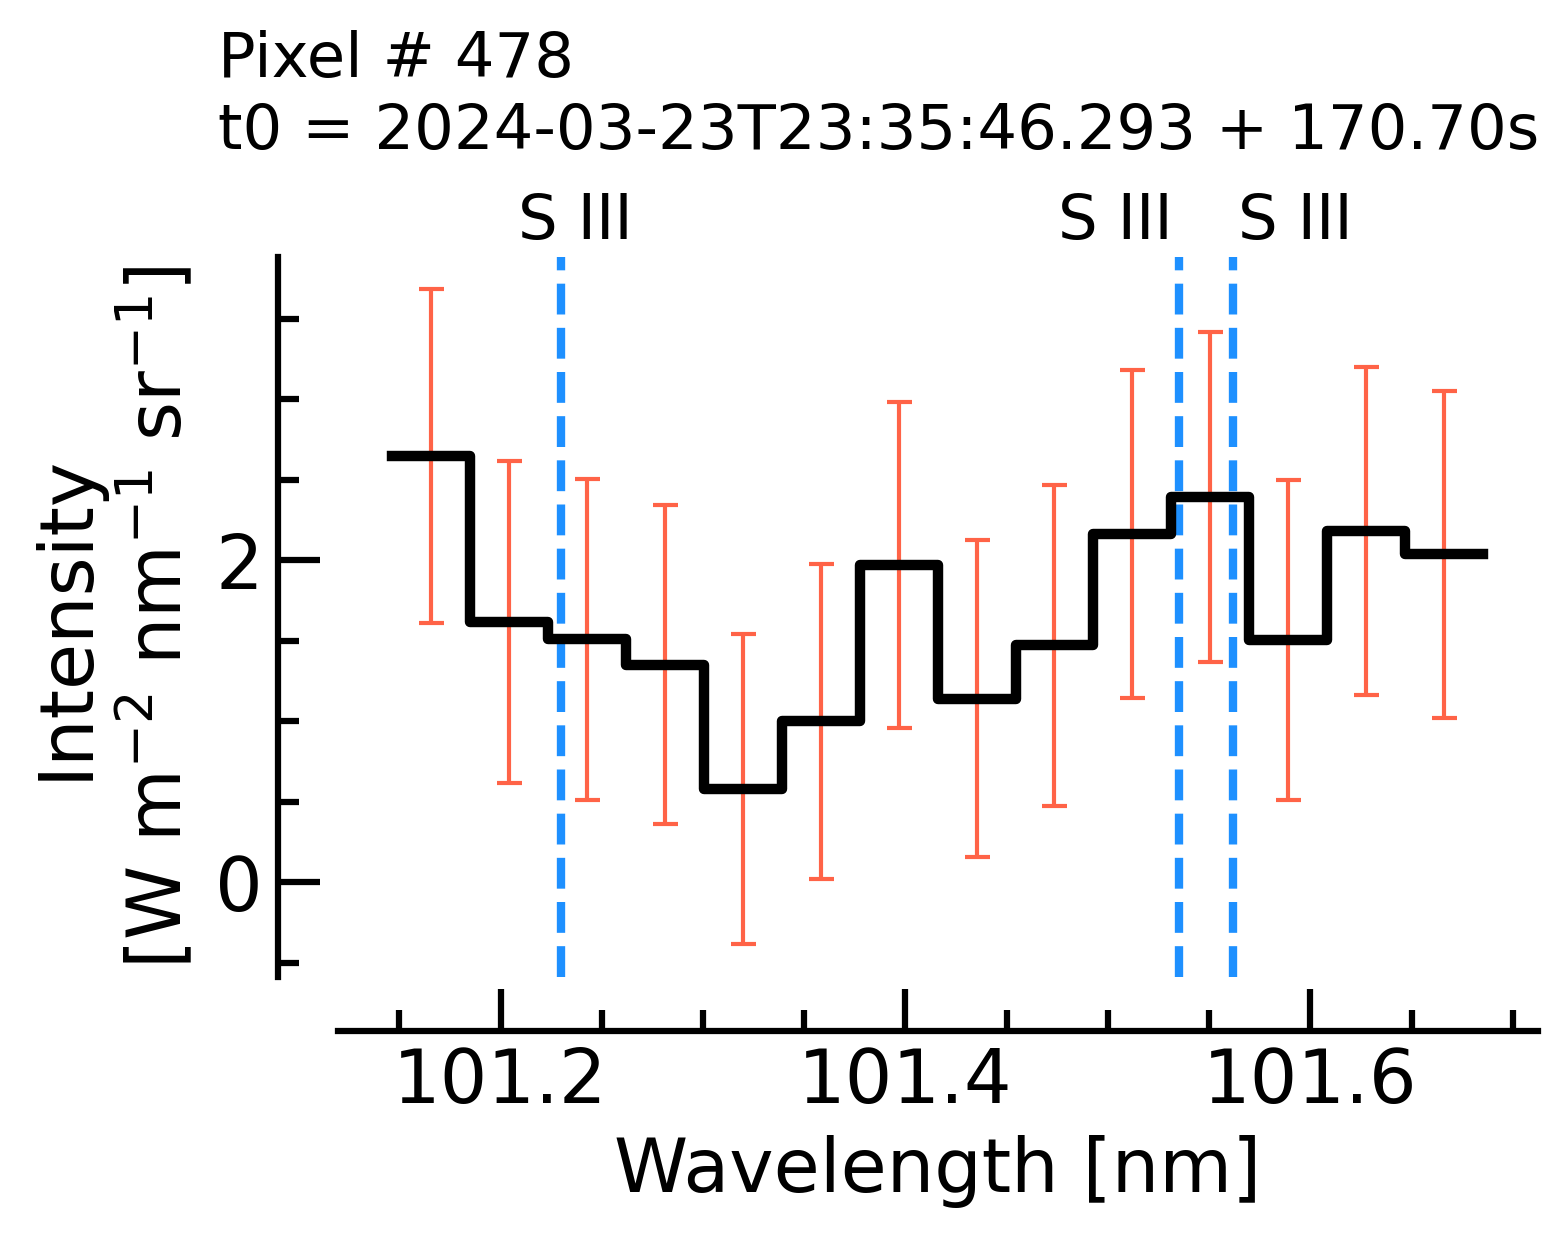 Pixel # 478
t0 = 2024-03-23T23:35:46.293 + 170.70s
S III S III S III
Intensity
[W m⁻² nm⁻¹ sr⁻¹]
2
0
101.2 101.4 101.6
Wavelength [nm]